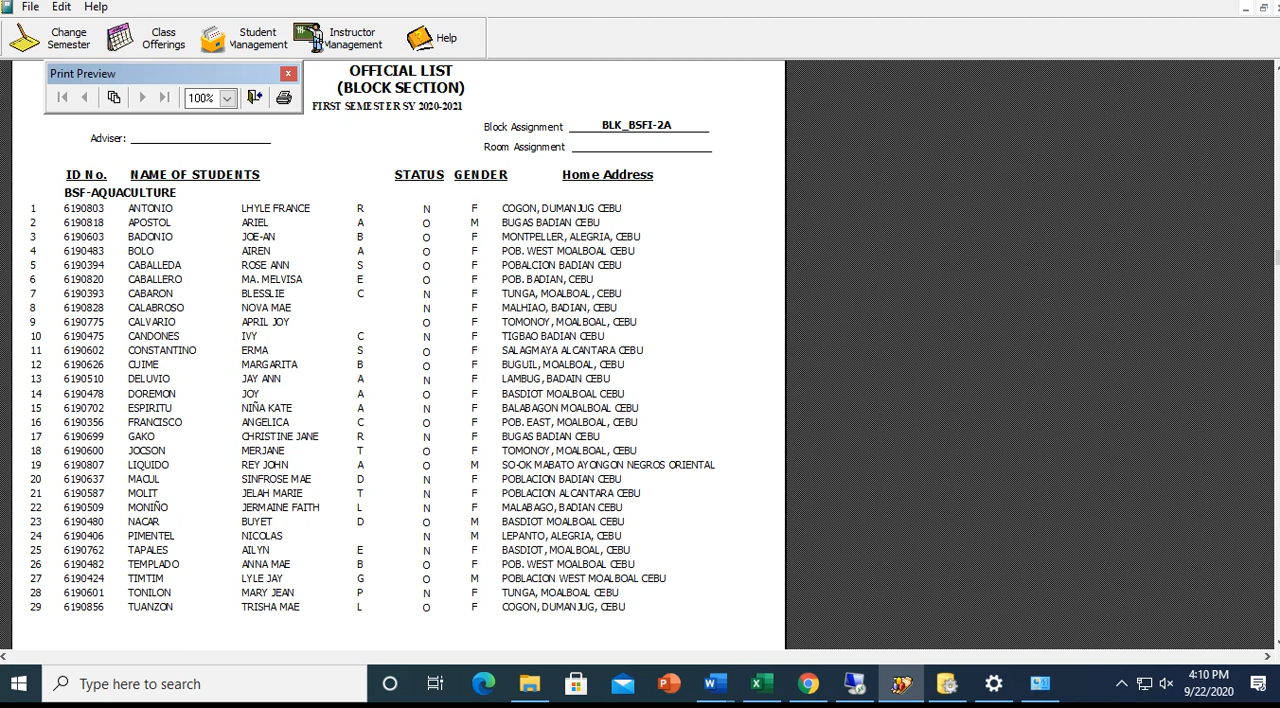 File Edit Help
Change Semester
Class Offerings
Student Management
Instructor Management
Help
Print Preview
100%
OFFICIAL LIST
(BLOCK SECTION)
FIRST SEMESTER SY 2020-2021
Block Assignment BLK_BSFI-2A
Adviser:
Room Assignment
ID No. NAME OF STUDENTS STATUS GENDER Home Address
BSF-AQUACULTURE
1 6190803 ANTONIO LHYLE FRANCE R N F COGON, DUMANJUG CEBU
2 6190818 APOSTOL ARIEL A O M BUGAS BADIAN CEBU
3 6190603 BADONIO JOE-AN B O F MONTPELLER, ALEGRIA, CEBU
4 6190483 BOLO AIREN A O F POB. WEST MOALBOAL CEBU
5 6190394 CABALLEDA ROSE ANN S O F POBALCION BADIAN CEBU
6 6190820 CABALLERO MA. MELVISA E O F POB. BADIAN, CEBU
7 6190393 CABARON BLESSLIE C N F TUNGA, MOALBOAL, CEBU
8 6190828 CALABROSO NOVA MAE N F MALHIAO, BADIAN, CEBU
9 6190775 CALVARIO APRIL JOY O F TOMONOY, MOALBOAL, CEBU
10 6190475 CANDONES IVY C N F TIGBAO BADIAN CEBU
11 6190602 CONSTANTINO ERMA S O F SALAGMAYA ALCANTARA CEBU
12 6190626 CUIME MARGARITA B O F BUGUIL, MOALBOAL, CEBU
13 6190510 DELUVIO JAY ANN A N F LAMBUG, BADAIN CEBU
14 6190478 DOREMON JOY A O F BASDIOT MOALBOAL CEBU
15 6190702 ESPIRITU NIÑA KATE A N F BALABAGON MOALBOAL CEBU
16 6190356 FRANCISCO ANGELICA C O F POB. EAST, MOALBOAL, CEBU
17 6190699 GAKO CHRISTINE JANE R N F BUGAS BADIAN CEBU
18 6190600 JOCSON MERJANE T O F TOMONOY, MOALBOAL, CEBU
19 6190807 LIQUIDO REY JOHN A O M SO-OK MABATO AYONGON NEGROS ORIENTAL
20 6190637 MACUL SINFROSE MAE D N F POBLACION BADIAN CEBU
21 6190587 MOLIT JELAH MARIE T N F POBLACION ALCANTARA CEBU
22 6190509 MONIÑO JERMAINE FAITH L N F MALABAGO, BADIAN CEBU
23 6190480 NACAR BUYET D O M BASDIOT MOALBOAL CEBU
24 6190406 PIMENTEL NICOLAS N M LEPANTO, ALEGRIA, CEBU
25 6190762 TAPALES AILYN E N F BASDIOT, MOALBOAL, CEBU
26 6190482 TEMPLADO ANNA MAE B O F POB. WEST MOALBOAL CEBU
27 6190424 TIMTIM LYLE JAY G O M POBLACION WEST MOALBOAL CEBU
28 6190601 TONILON MARY JEAN P N F TUNGA, MOALBOAL CEBU
29 6190856 TUANZON TRISHA MAE L O F COGON, DUMANJUG, CEBU
Type here to search
4:10 PM
9/22/2020